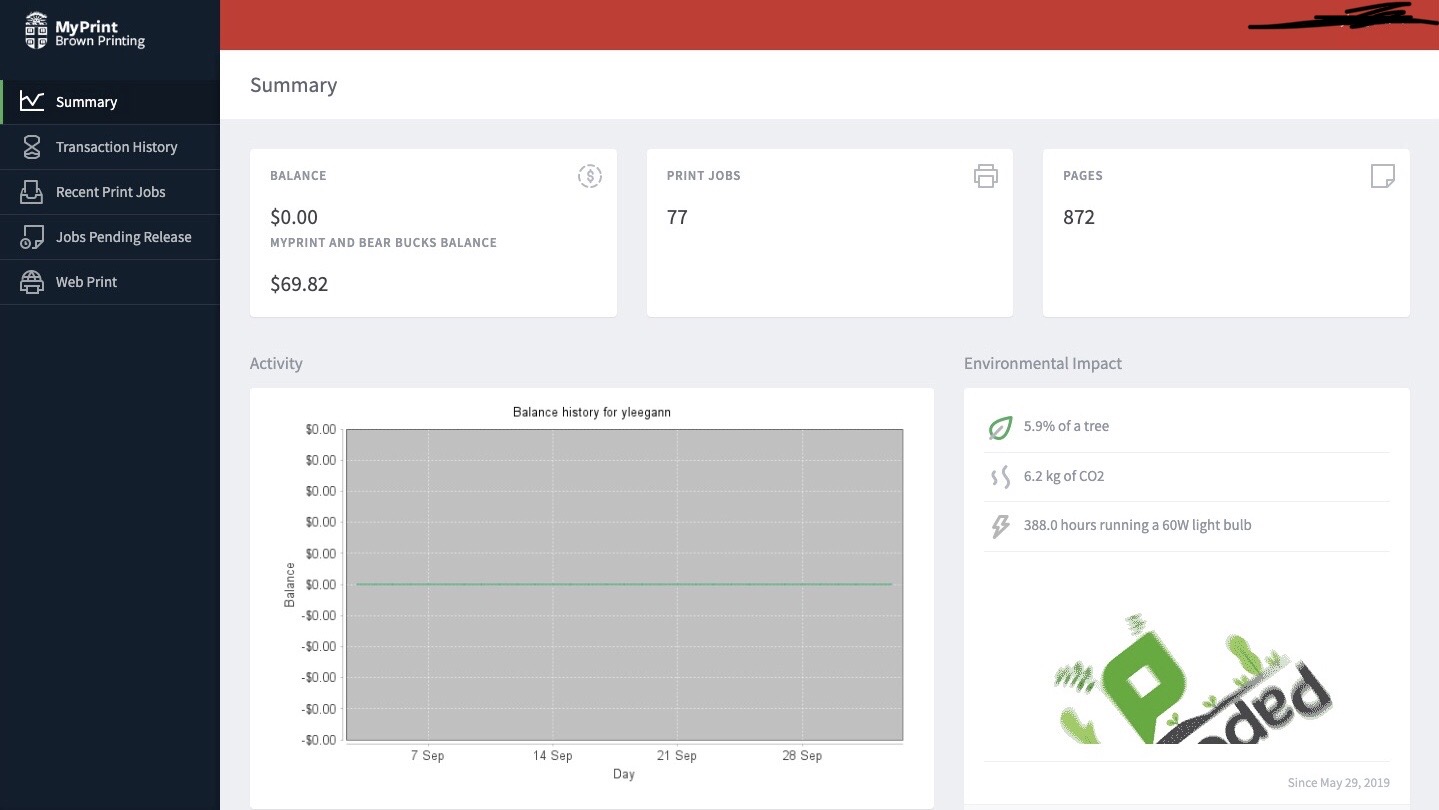 MyPrint
Brown Printing
Summary
Transaction History
Recent Print Jobs
Jobs Pending Release
Web Print
Summary
BALANCE
$0.00
MYPRINT AND BEAR BUCKS BALANCE
$69.82
PRINT JOBS
77
PAGES
872
Activity
Balance history for yleegann
$0.00
$0.00
$0.00
$0.00
$0.00
$0.00
-$0.00
-$0.00
-$0.00
-$0.00
-$0.00
Balance
7 Sep 14 Sep 21 Sep 28 Sep
Day
Environmental Impact
5.9% of a tree
6.2 kg of CO2
388.0 hours running a 60W light bulb
Since May 29, 2019